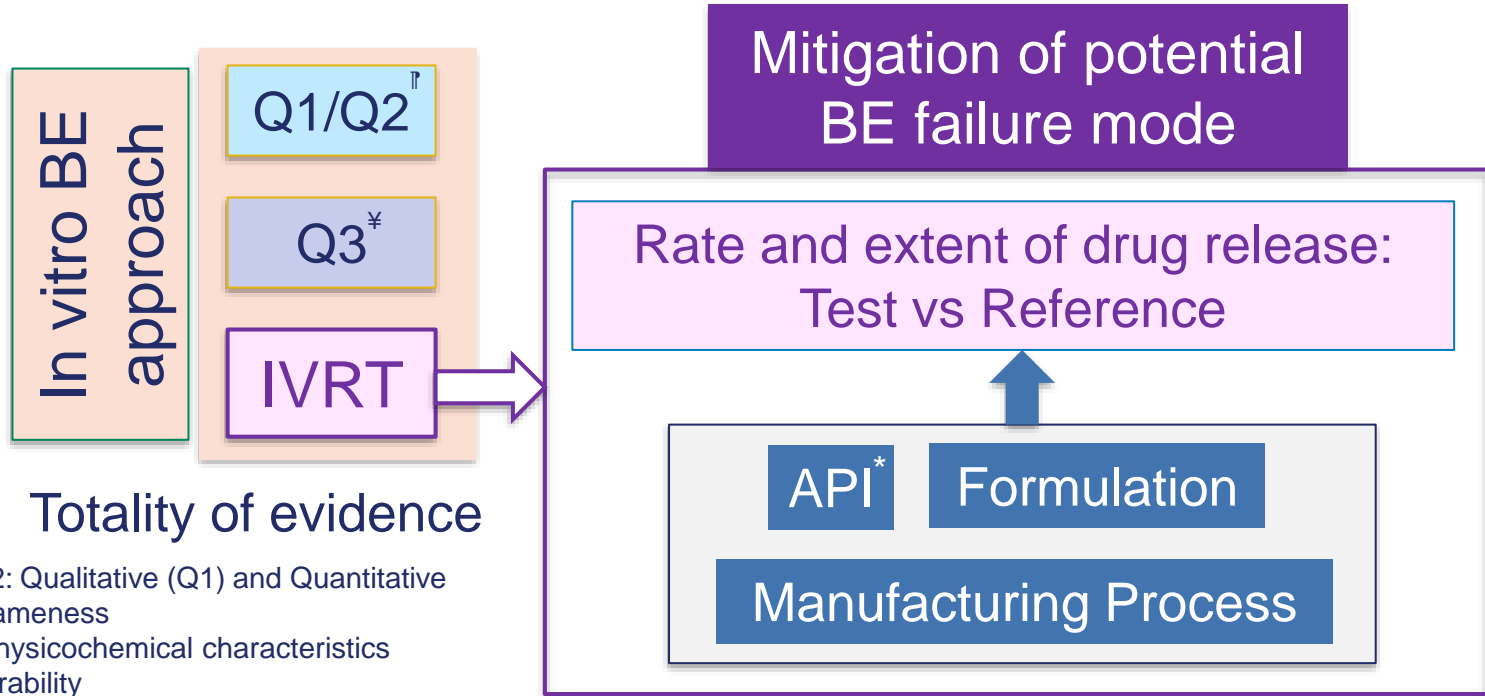 In vitro BE
approach
Q1/Q2⁋
Q3¥
IVRT
Totality of evidence
2: Qualitative (Q1) and Quantitative
ameness
hysicochemical characteristics
rability
Mitigation of potential
BE failure mode
Rate and extent of drug release:
Test vs Reference
API*
Formulation
Manufacturing Process